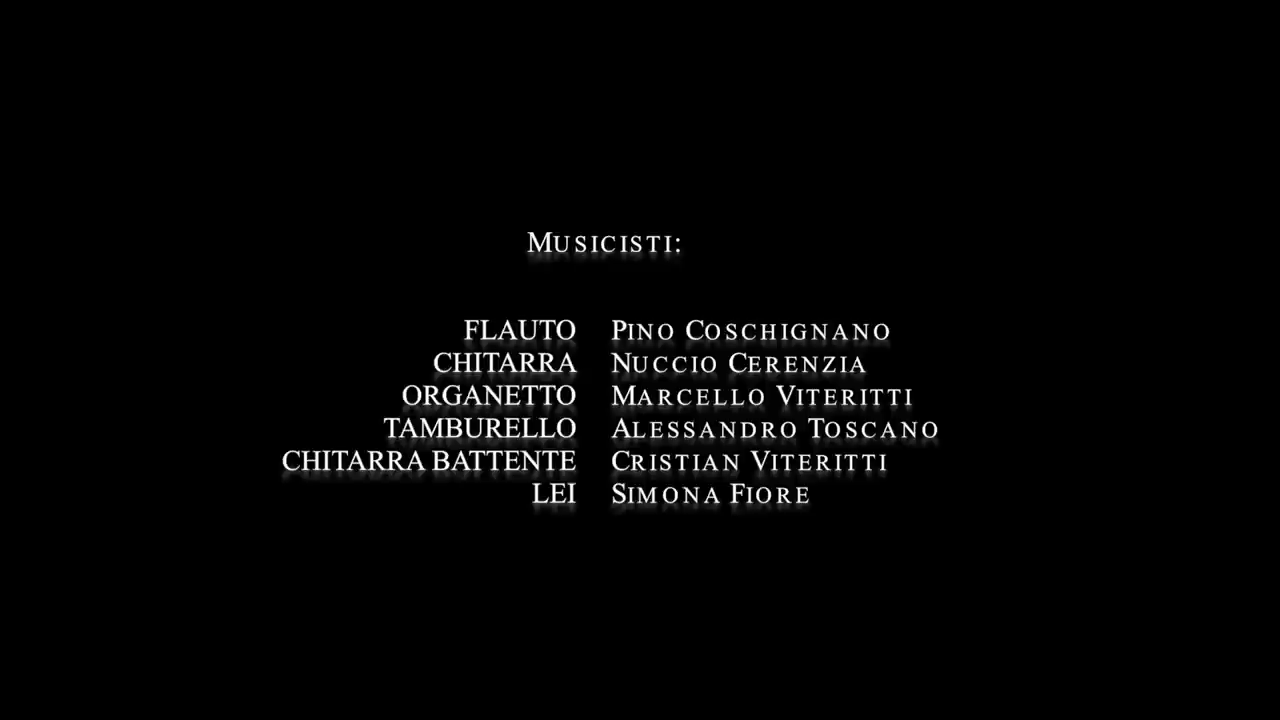 Musicisti:
FLAUTO Pino Coschignano
CHITARRA Nuccio Cerenzia
ORGANETTO Marcello Viteritti
TAMBURELLO Alessandro Toscano
CHITARRA BATTENTE Cristian Viteritti
LEI Simona Fiore